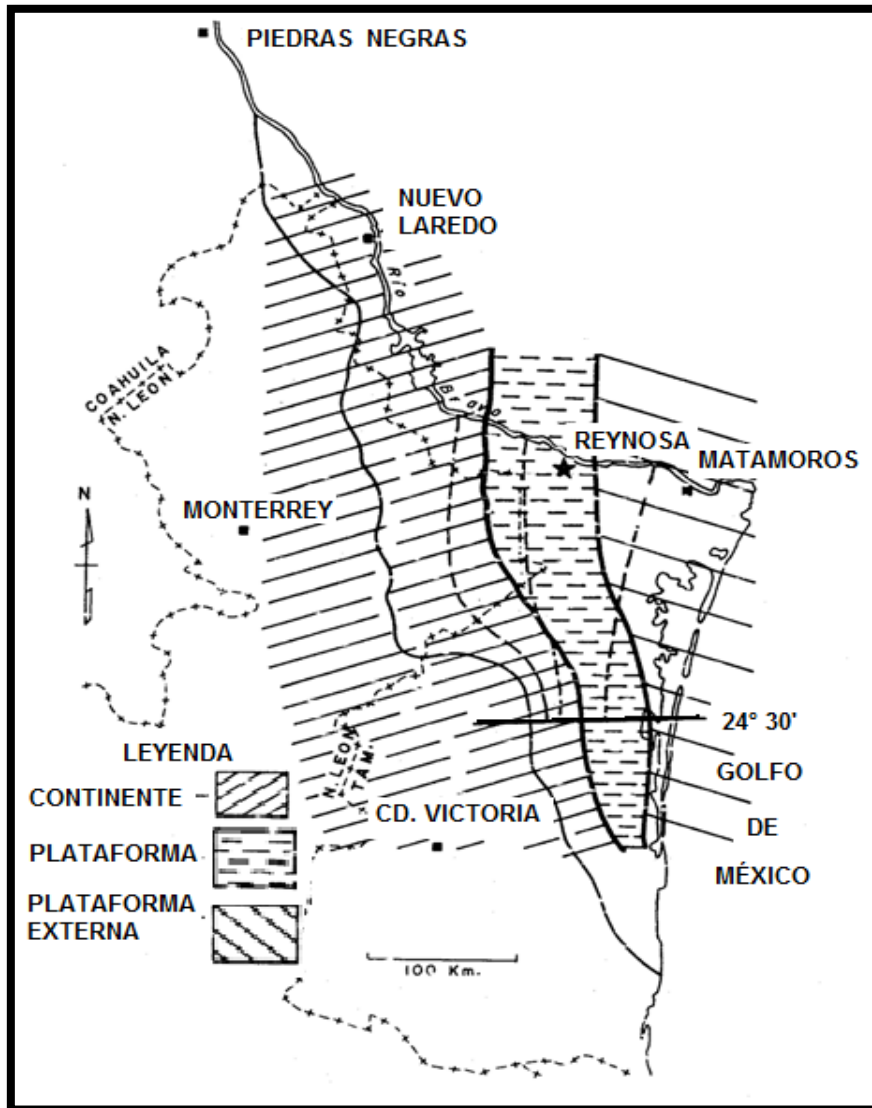 PIEDRAS NEGRAS
NUEVO
LAREDO
Río
Bravo
COAHUILA
N. LEON
REYNOSA
MATAMOROS
N
MONTERREY
24° 30'
LEYENDA
N. LEON
TAM.
GOLFO
CONTINENTE
CD. VICTORIA
DE
PLATAFORMA
MÉXICO
PLATAFORMA
EXTERNA
100 Km.